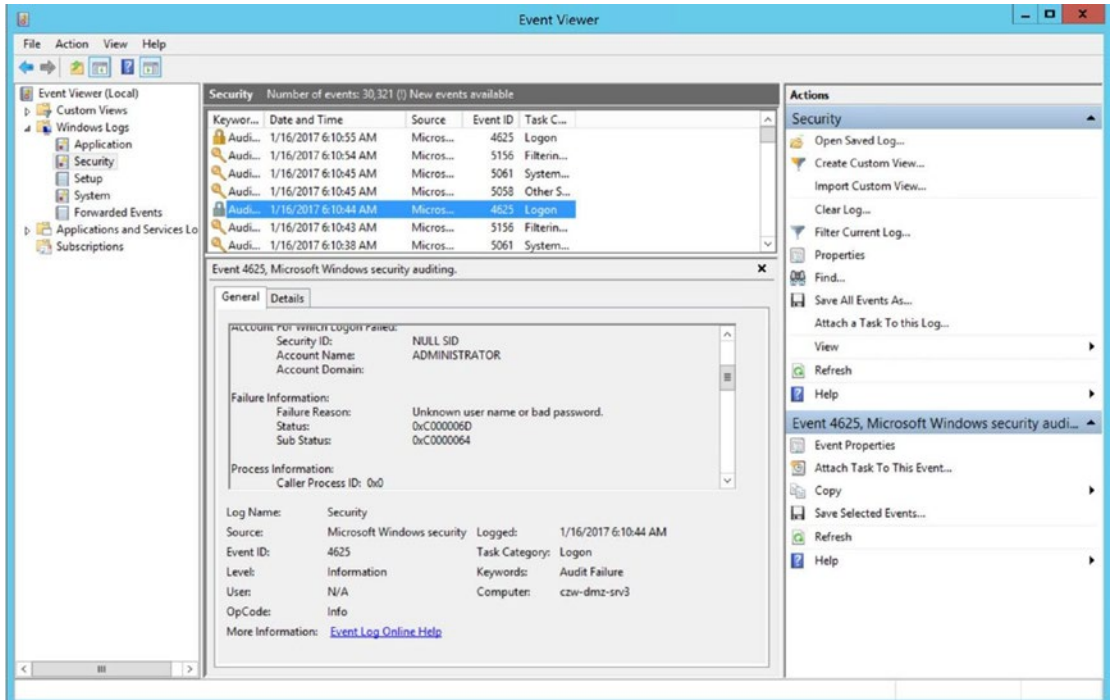 Event Viewer
File Action View Help
Event Viewer (Local)
Custom Views
Windows Logs
Application
Security
Setup
System
Forwarded Events
Applications and Services Lo
Subscriptions
Security Number of events: 30,321 (!) New events available
Keywor... Date and Time Source Event ID Task C...
Audi... 1/16/2017 6:10:55 AM Micros... 4625 Logon
Audi... 1/16/2017 6:10:54 AM Micros... 5156 Filterin...
Audi... 1/16/2017 6:10:45 AM Micros... 5061 System...
Audi... 1/16/2017 6:10:45 AM Micros... 5058 Other S...
Audi... 1/16/2017 6:10:44 AM Micros... 4625 Logon
Audi... 1/16/2017 6:10:43 AM Micros... 5156 Filterin...
Audi... 1/16/2017 6:10:38 AM Micros... 5061 System...
Event 4625, Microsoft Windows security auditing.
General Details
Account For Which Logon Failed:
Security ID: NULL SID
Account Name: ADMINISTRATOR
Account Domain:
Failure Information:
Failure Reason: Unknown user name or bad password.
Status: 0xC000006D
Sub Status: 0xC0000064
Process Information:
Caller Process ID: 0x0
Log Name: Security
Source: Microsoft Windows security Logged: 1/16/2017 6:10:44 AM
Event ID: 4625 Task Category: Logon
Level: Information Keywords: Audit Failure
User: N/A Computer: czw-dmz-srv3
OpCode: Info
More Information: Event Log Online Help
Actions
Security
Open Saved Log...
Create Custom View...
Import Custom View...
Clear Log...
Filter Current Log...
Properties
Find...
Save All Events As...
Attach a Task To this Log...
View
Refresh
Help
Event 4625, Microsoft Windows security audi...
Event Properties
Attach Task To This Event...
Copy
Save Selected Events...
Refresh
Help